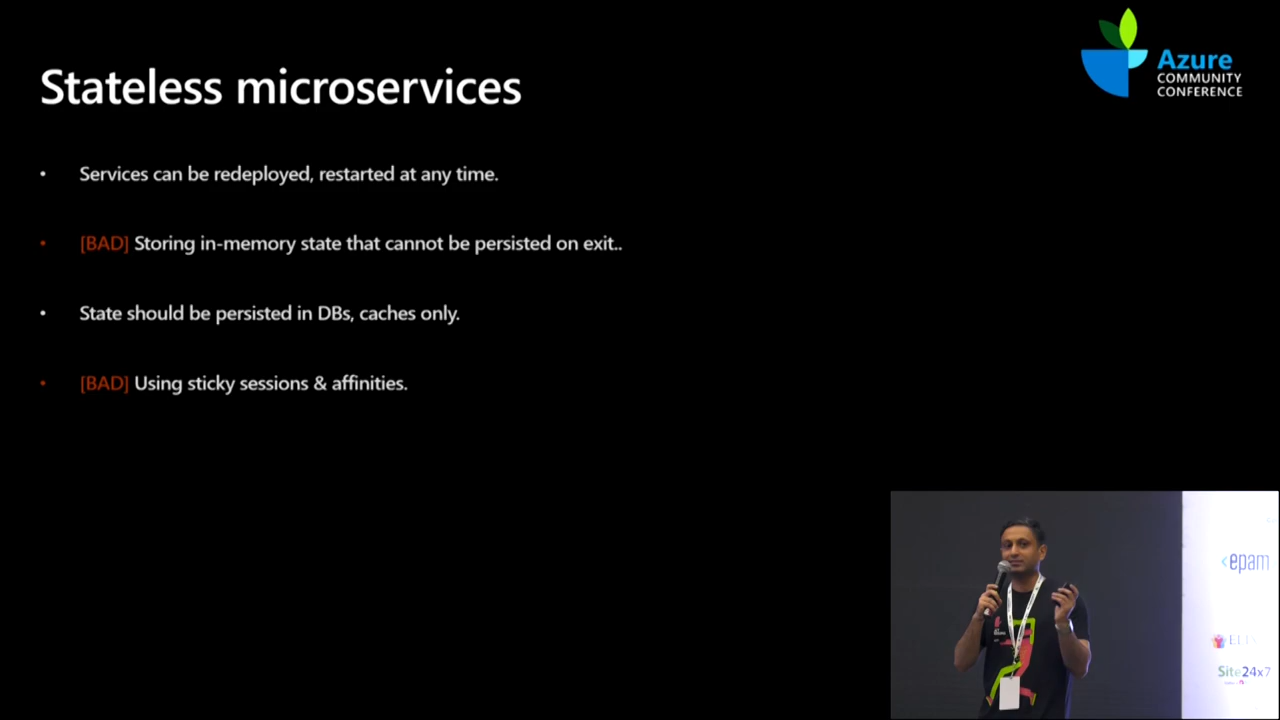 Stateless microservices
Azure
COMMUNITY
CONFERENCE
• Services can be redeployed, restarted at any time.
• [BAD] Storing in-memory state that cannot be persisted on exit..
• State should be persisted in DBs, caches only.
• [BAD] Using sticky sessions & affinities.
<epam
Site24x7